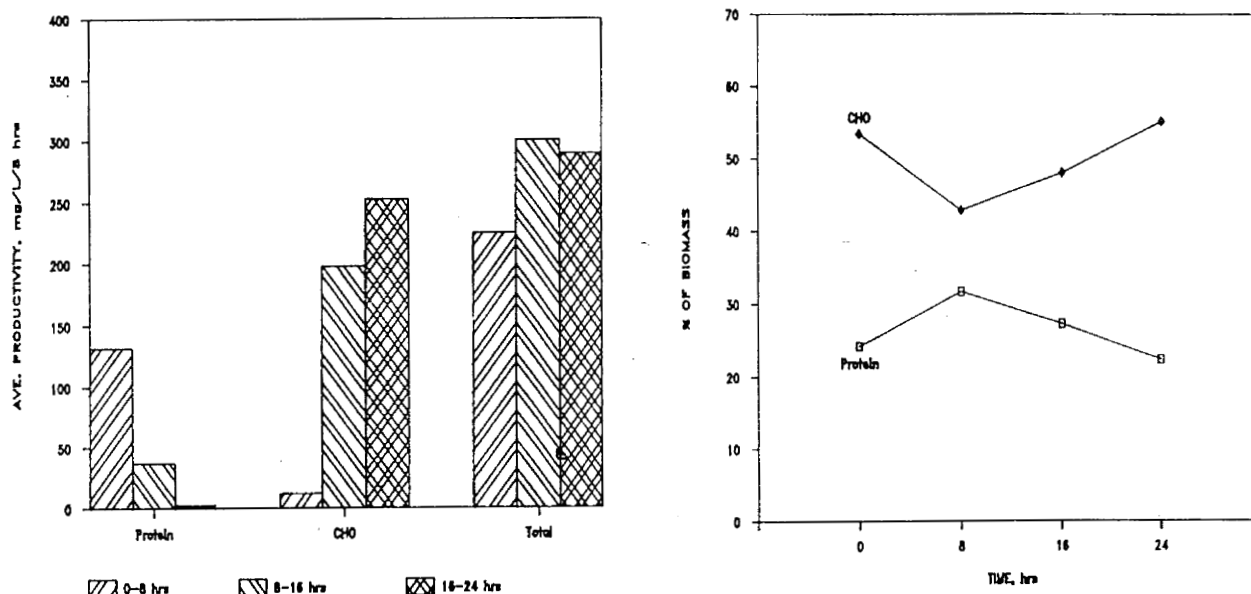 400
350
300
250
200
150
100
50
0
AVE. PRODUCTIVITY, mg/L/8 hrs
Protein CHO Total
0-8 hrs 8-16 hrs 16-24 hrs
70
60
50
40
30
20
10
0
% OF BIOMASS
CHO
Protein
0 8 16 24
TIME, hrs